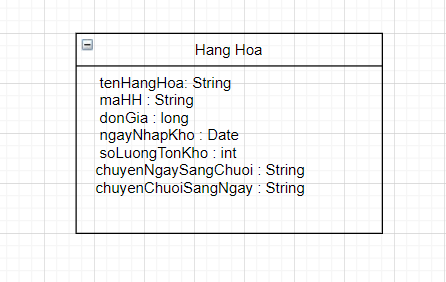 Hang Hoa
tenHangHoa: String
maHH : String
donGia : long
ngayNhapKho : Date
soLuongTonKho : int
chuyenNgaySangChuoi : String
chuyenChuoiSangNgay : String